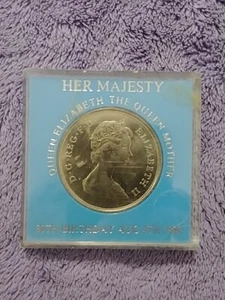 HER MAJESTY
QUEEN ELIZABETH THE QUEEN MOTHER
D·G·REG·F·D
ELIZABETH II
80TH BIRTHDAY AUG 4TH 1980